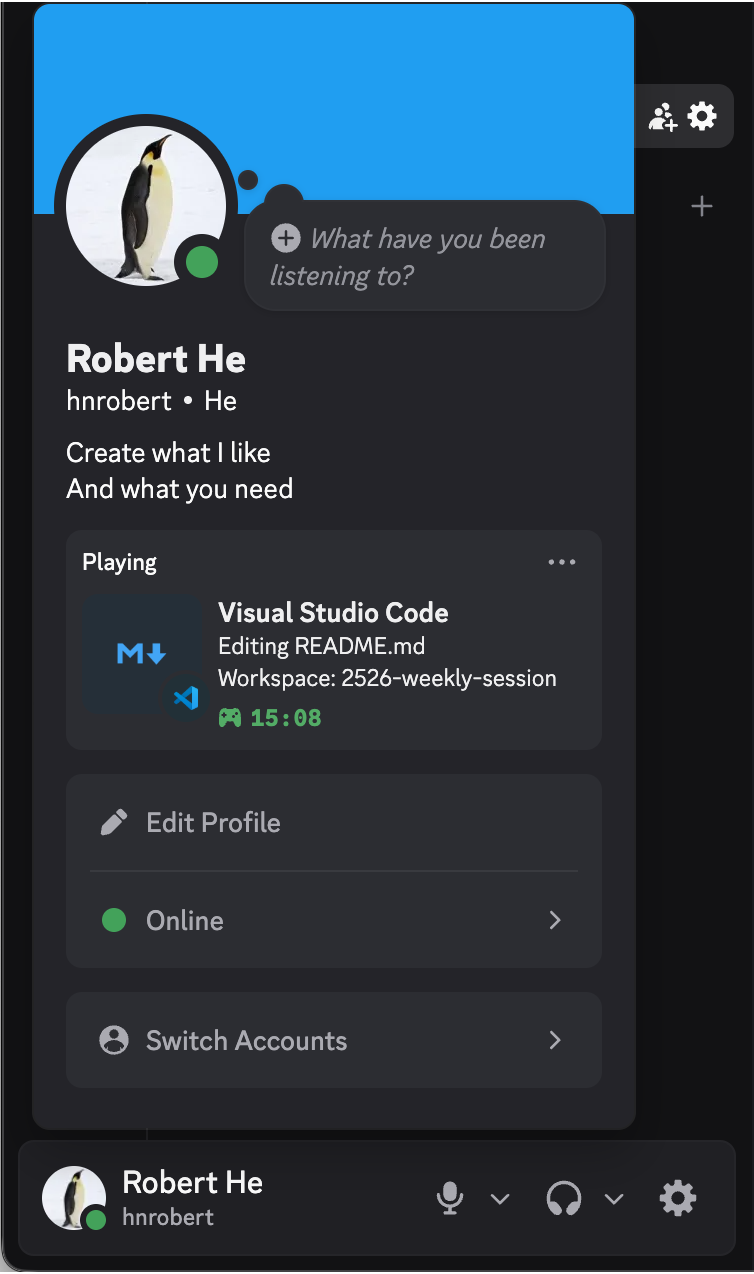 What have you been
listening to?
Robert He
hnrobert • He
Create what I like
And what you need
Playing
Visual Studio Code
Editing README.md
Workspace: 2526-weekly-session
15:08
Edit Profile
Online
Switch Accounts
Robert He
hnrobert